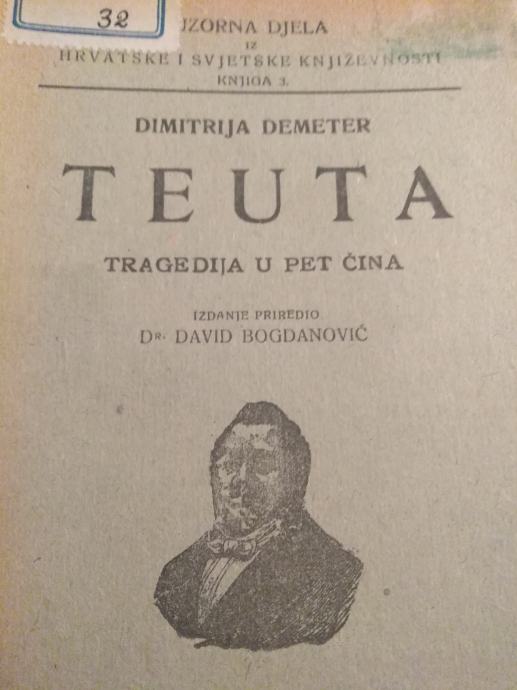 32
UZORNA DJELA
IZ
HRVATSKE I SVJETSKE KNJIŽEVNOSTI
KNJIGA 3.
DIMITRIJA DEMETER
TEUTA
TRAGEDIJA U PET ČINA
IZDANJE PRIREDIO
DR. DAVID BOGDANOVIĆ